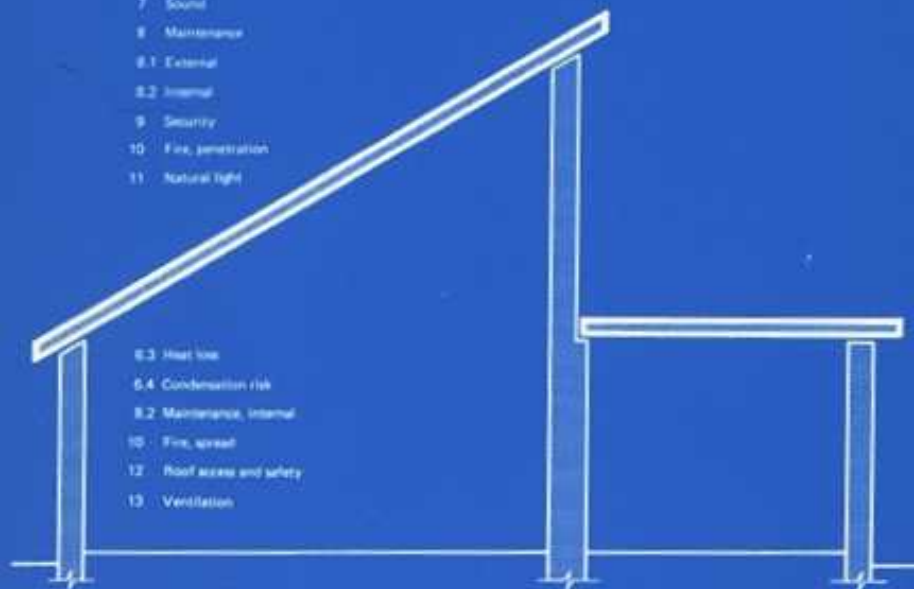 7 Sound
8 Maintenance
8.1 External
8.2 Internal
9 Security
10 Fire, penetration
11 Natural light
6.3 Heat loss
6.4 Condensation risk
8.2 Maintenance, internal
10 Fire, spread
12 Roof access and safety
13 Ventilation